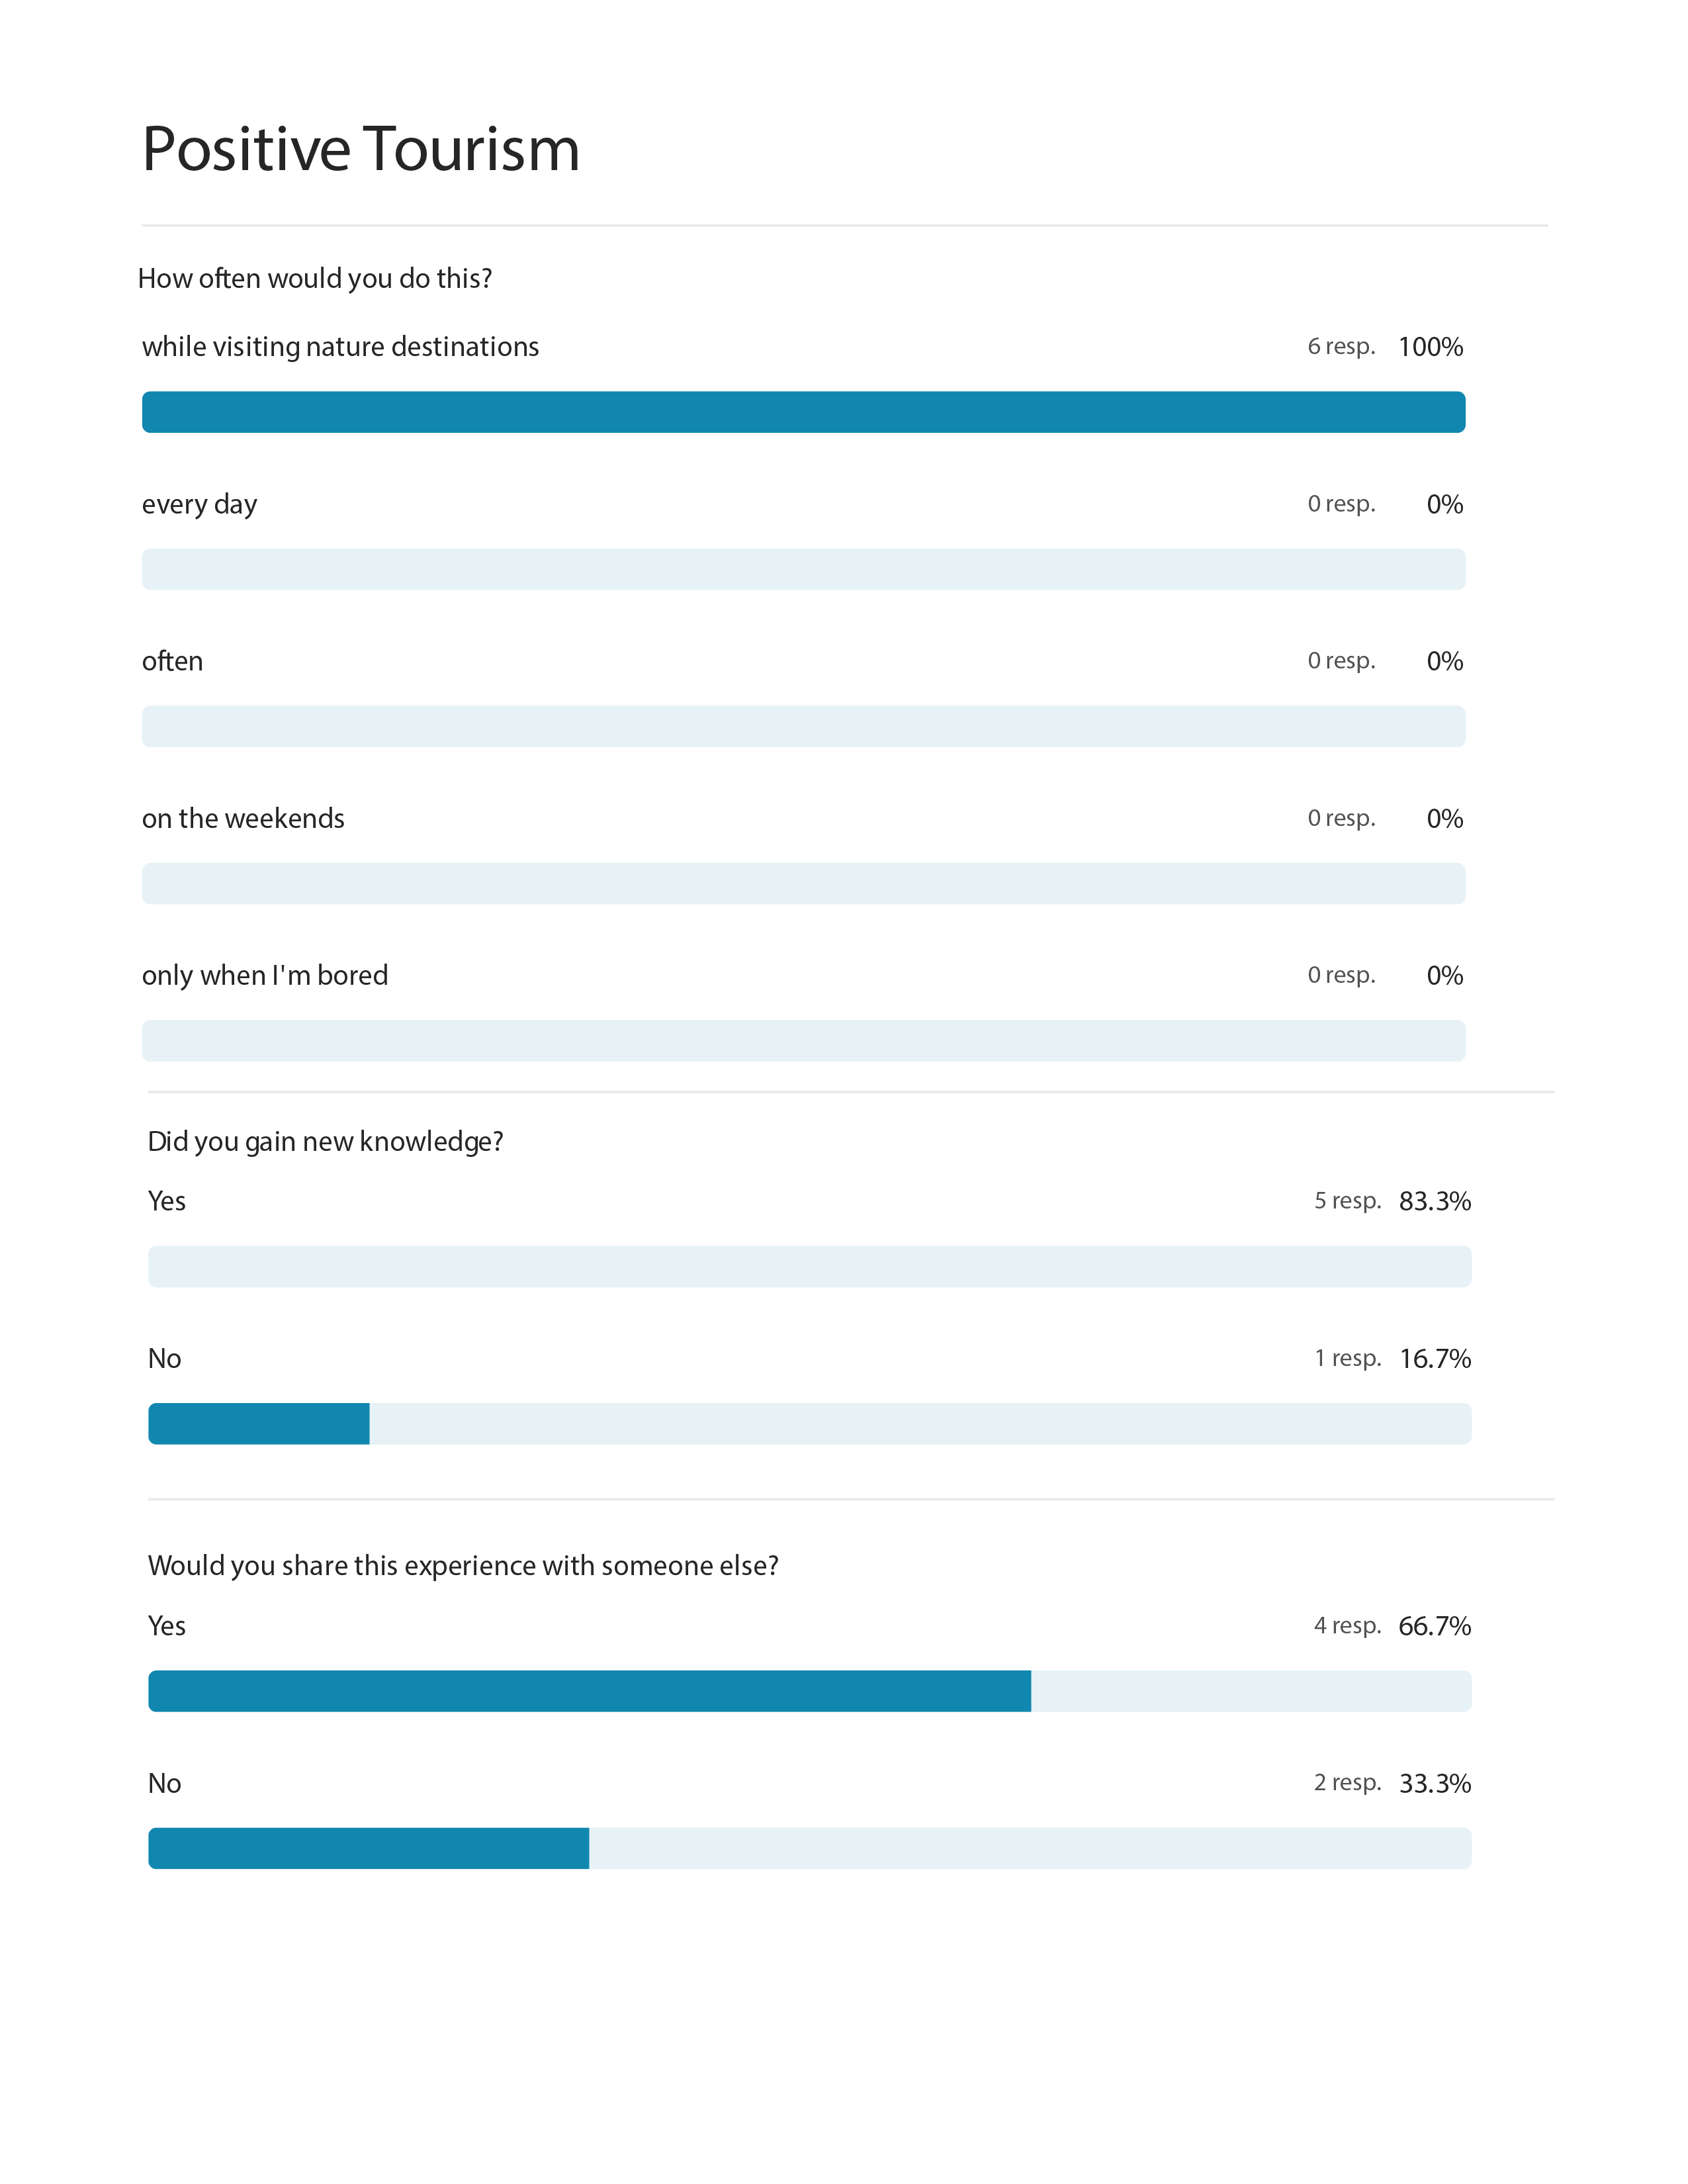 Positive Tourism
How often would you do this?
while visiting nature destinations 6 resp. 100%
every day 0 resp. 0%
often 0 resp. 0%
on the weekends 0 resp. 0%
only when I'm bored 0 resp. 0%
Did you gain new knowledge?
Yes 5 resp. 83.3%
No 1 resp. 16.7%
Would you share this experience with someone else?
Yes 4 resp. 66.7%
No 2 resp. 33.3%